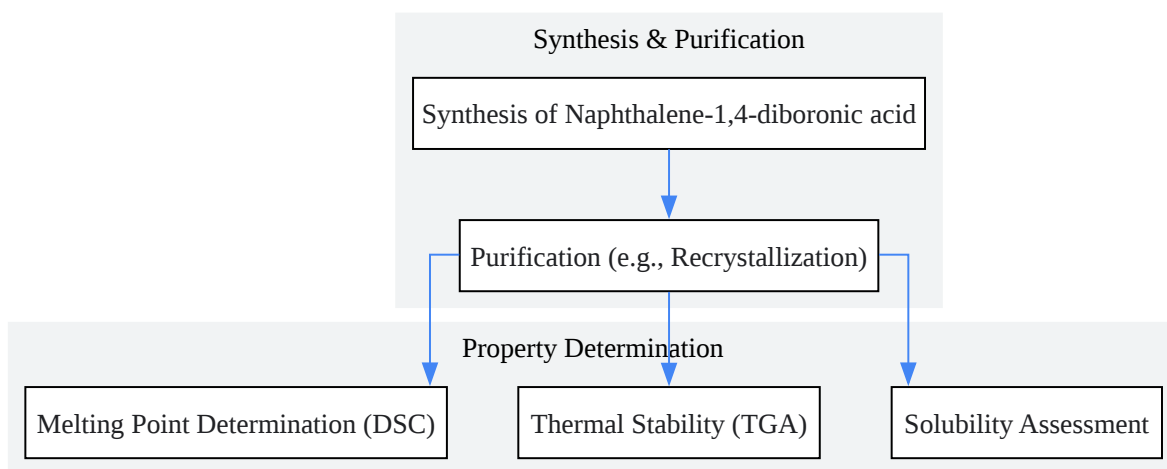 Synthesis & Purification
Synthesis of Naphthalene-1,4-diboronic acid
Purification (e.g., Recrystallization)
Property Determination
Melting Point Determination (DSC)
Thermal Stability (TGA)
Solubility Assessment